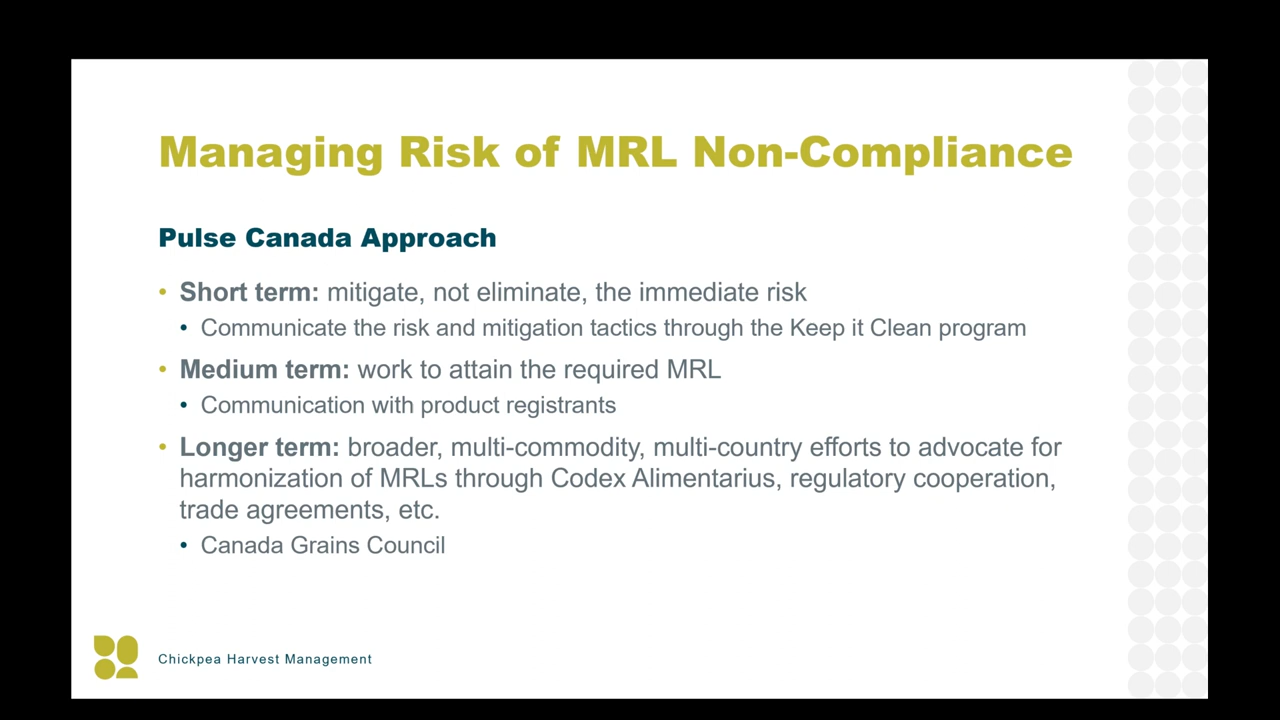 Managing Risk of MRL Non-Compliance
Pulse Canada Approach
• Short term: mitigate, not eliminate, the immediate risk
• Communicate the risk and mitigation tactics through the Keep it Clean program
• Medium term: work to attain the required MRL
• Communication with product registrants
• Longer term: broader, multi-commodity, multi-country efforts to advocate for
harmonization of MRLs through Codex Alimentarius, regulatory cooperation,
trade agreements, etc.
• Canada Grains Council
Chickpea Harvest Management